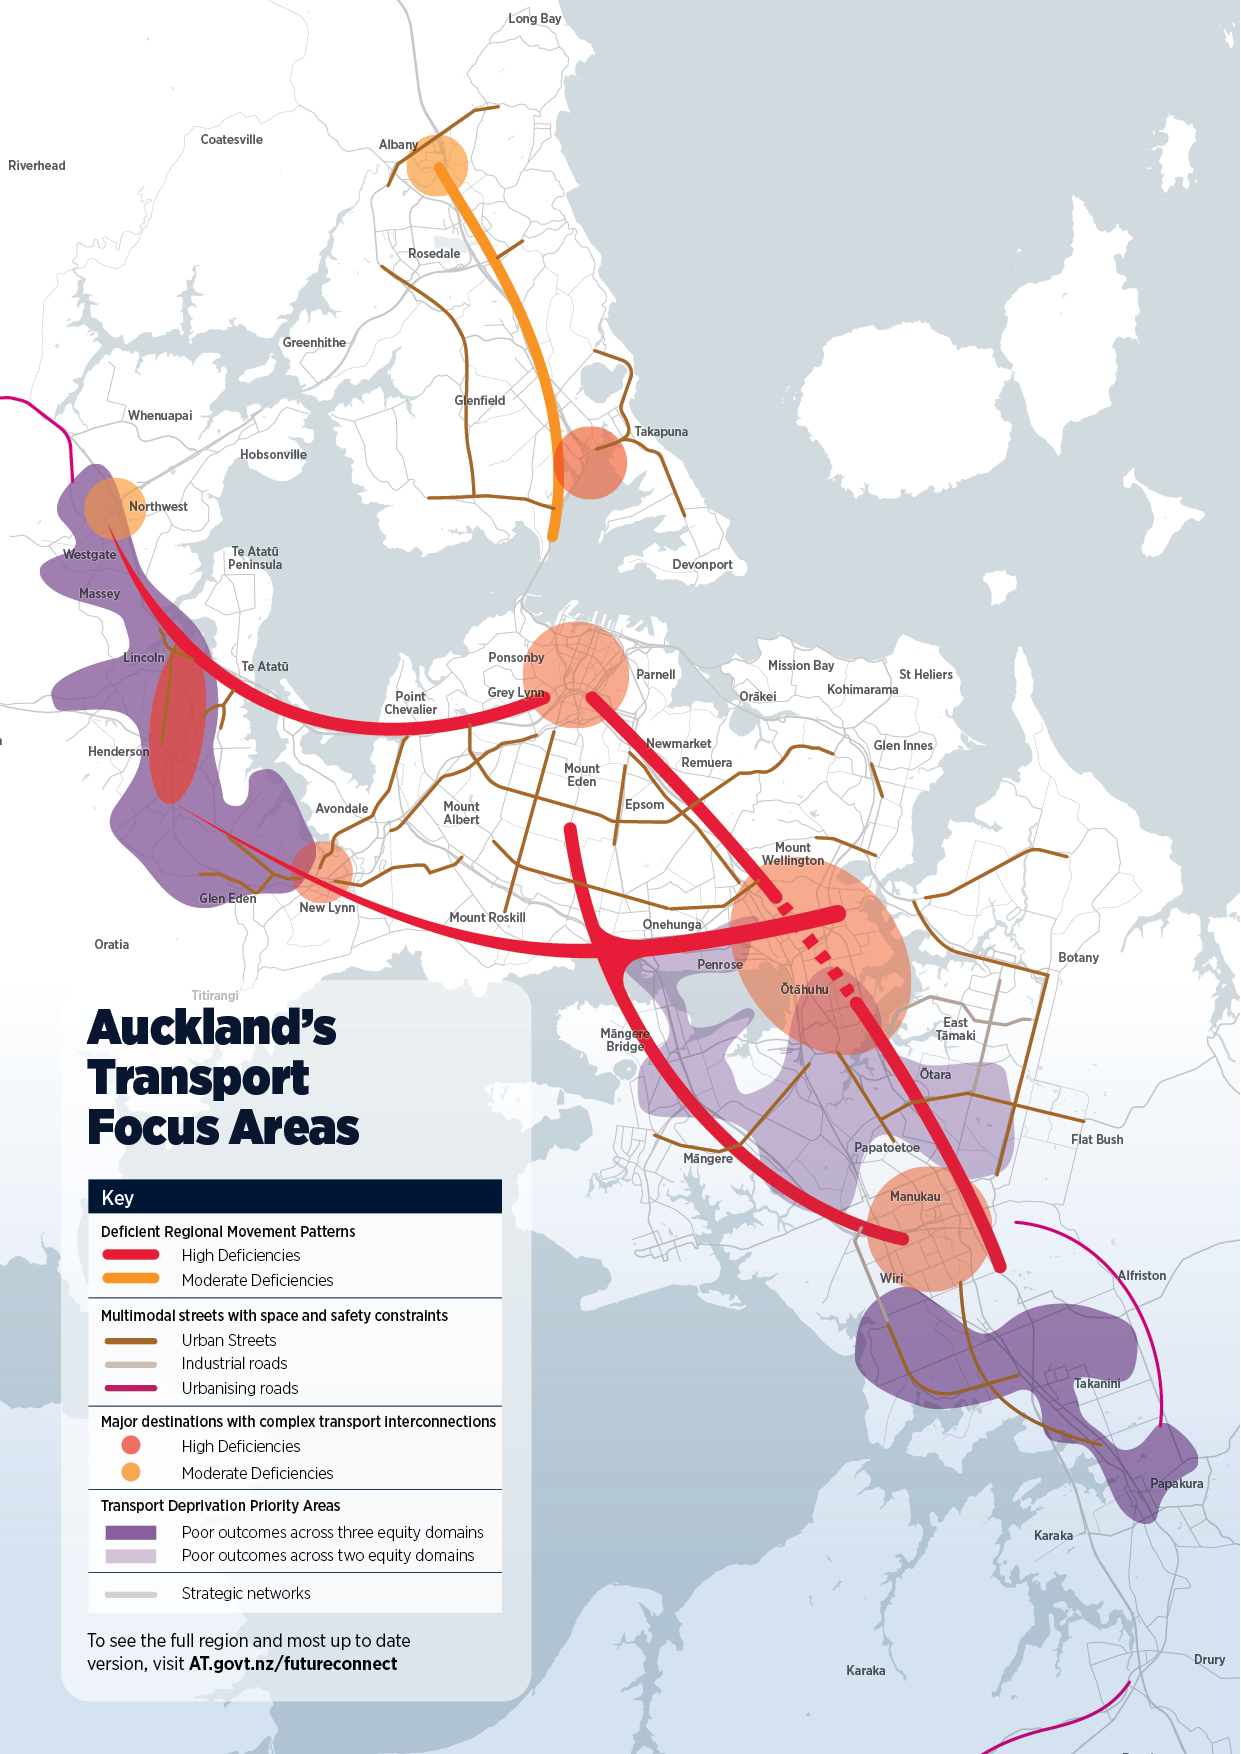 Long Bay
Coatesville
Albany
Riverhead
Rosedale
Greenhithe
Glenfield
Whenuapai
Takapuna
Hobsonville
Northwest
Westgate
Te Atatū
Peninsula
Devonport
Massey
Lincoln
Te Atatū
Ponsonby
Parnell
Mission Bay
St Heliers
Grey Lynn
Orākei
Kohimarama
Point
Chevalier
Henderson
Newmarket
Remuera
Glen Innes
Mount
Eden
Avondale
Mount
Albert
Epsom
Mount
Wellington
Glen Eden
New Lynn
Mount Roskill
Onehunga
Oratia
Penrose
Botany
Titirangi
Ōtāhuhu
Māngere
Bridge
East
Tāmaki
Ōtara
Māngere
Papatoetoe
Flat Bush
Manukau
Wiri
Alfriston
Takanini
Papakura
Karaka
Karaka
Drury
Auckland's
Transport
Focus Areas
Key
Deficient Regional Movement Patterns
High Deficiencies
Moderate Deficiencies
Multimodal streets with space and safety constraints
Urban Streets
Industrial roads
Urbanising roads
Major destinations with complex transport interconnections
High Deficiencies
Moderate Deficiencies
Transport Deprivation Priority Areas
Poor outcomes across three equity domains
Poor outcomes across two equity domains
Strategic networks
To see the full region and most up to date
version, visit AT.govt.nz/futureconnect